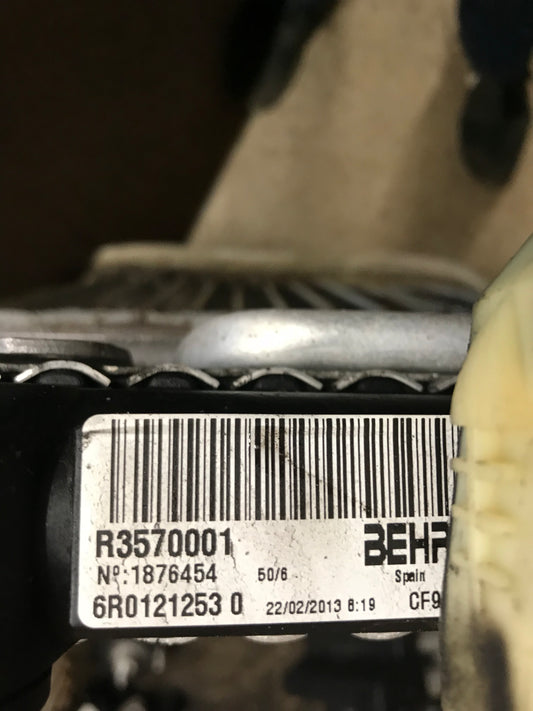 R3570001 BEHR
Nº:1876454 50/6 Spain
6R0121253 0 22/02/2013 8:19 CF9